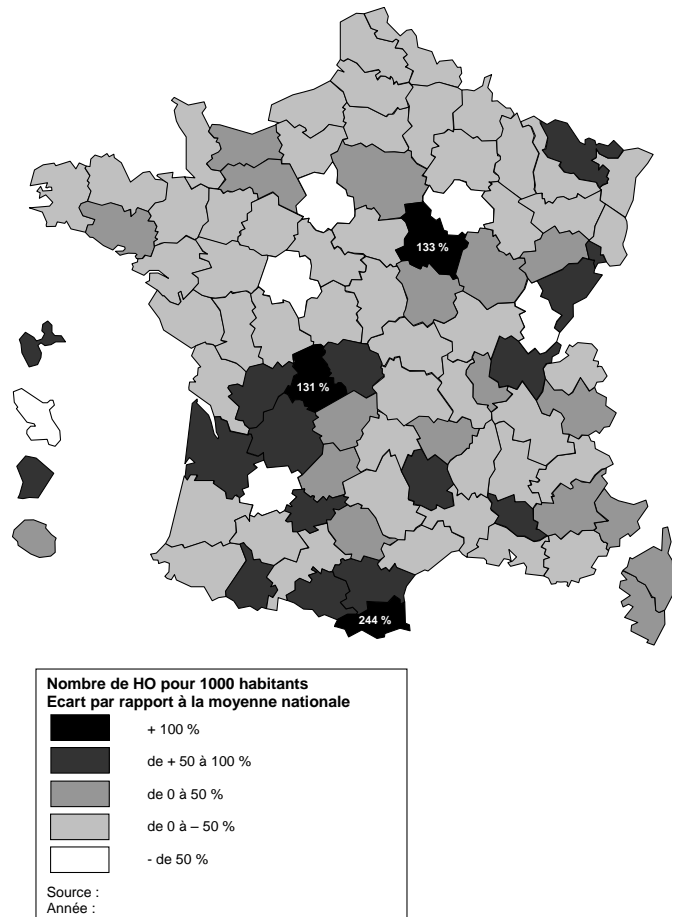 133 %
131 %
244 %
Nombre de HO pour 1000 habitants
Ecart par rapport à la moyenne nationale
+ 100 %
de + 50 à 100 %
de 0 à 50 %
de 0 à – 50 %
- de 50 %
Source :
Année :